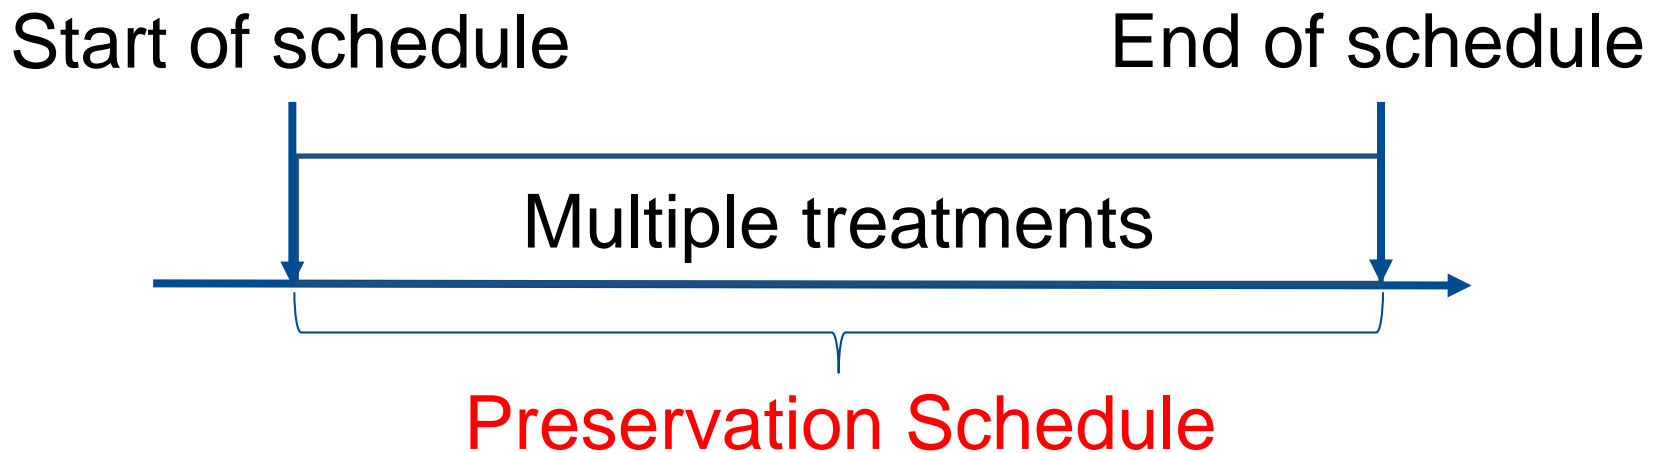 Start of schedule
End of schedule
Multiple treatments
Preservation Schedule